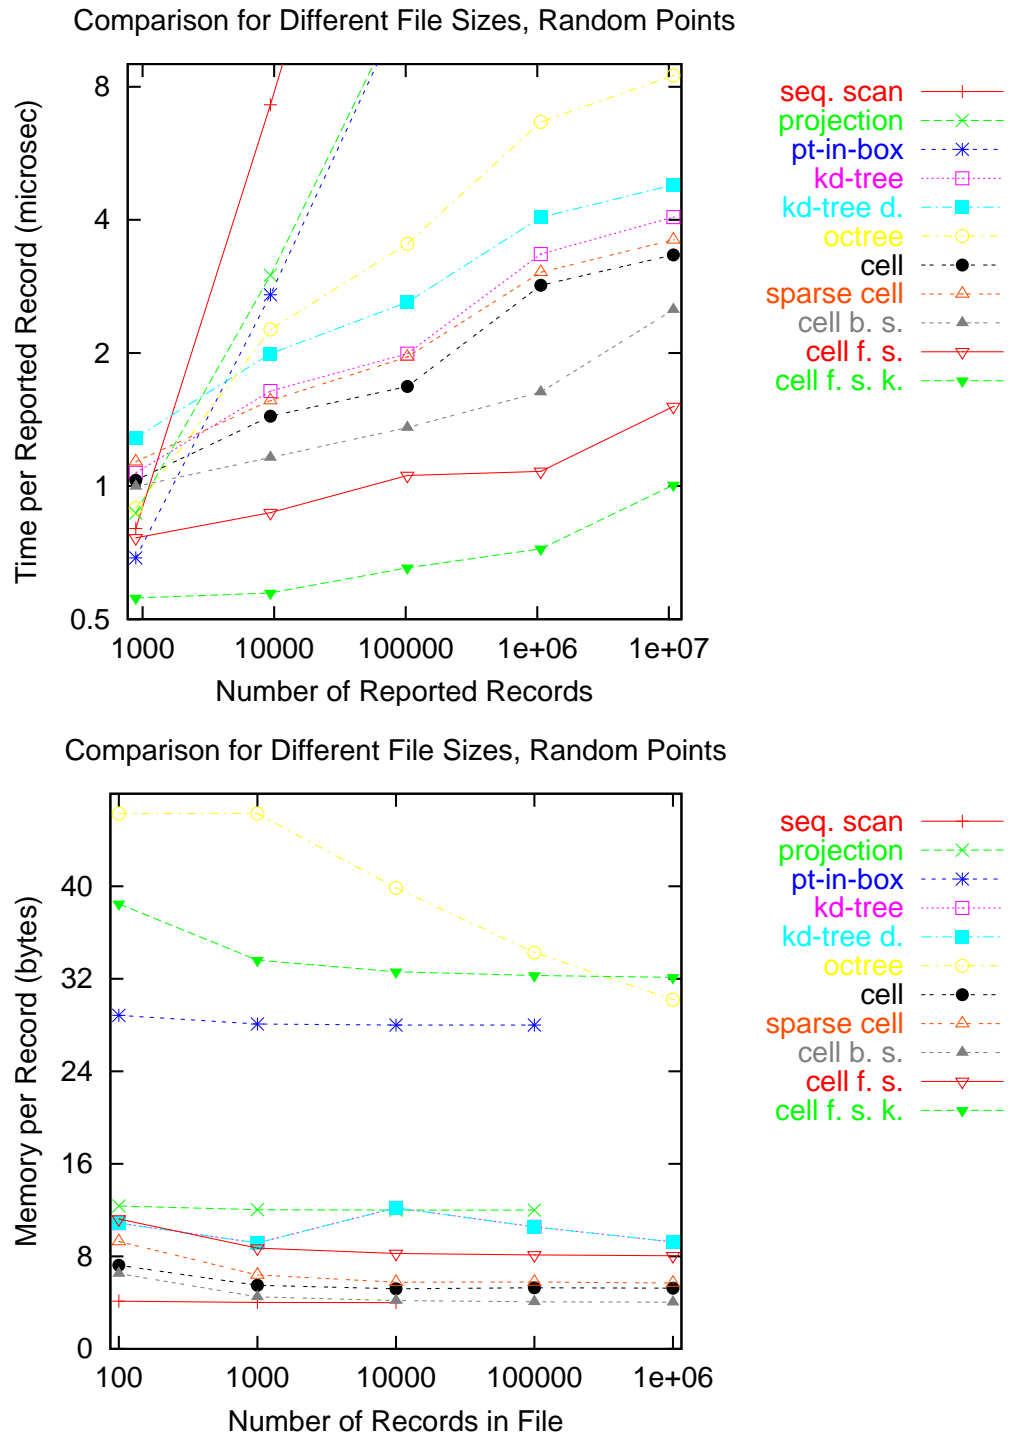 Comparison for Different File Sizes, Random Points
Time per Reported Record (microsec)
8
4
2
1
0.5
1000 10000 100000 1e+06 1e+07
Number of Reported Records
seq. scan
projection
pt-in-box
kd-tree
kd-tree d.
octree
cell
sparse cell
cell b. s.
cell f. s.
cell f. s. k.
Comparison for Different File Sizes, Random Points
Memory per Record (bytes)
40
32
24
16
8
0
100 1000 10000 100000 1e+06
Number of Records in File
seq. scan
projection
pt-in-box
kd-tree
kd-tree d.
octree
cell
sparse cell
cell b. s.
cell f. s.
cell f. s. k.